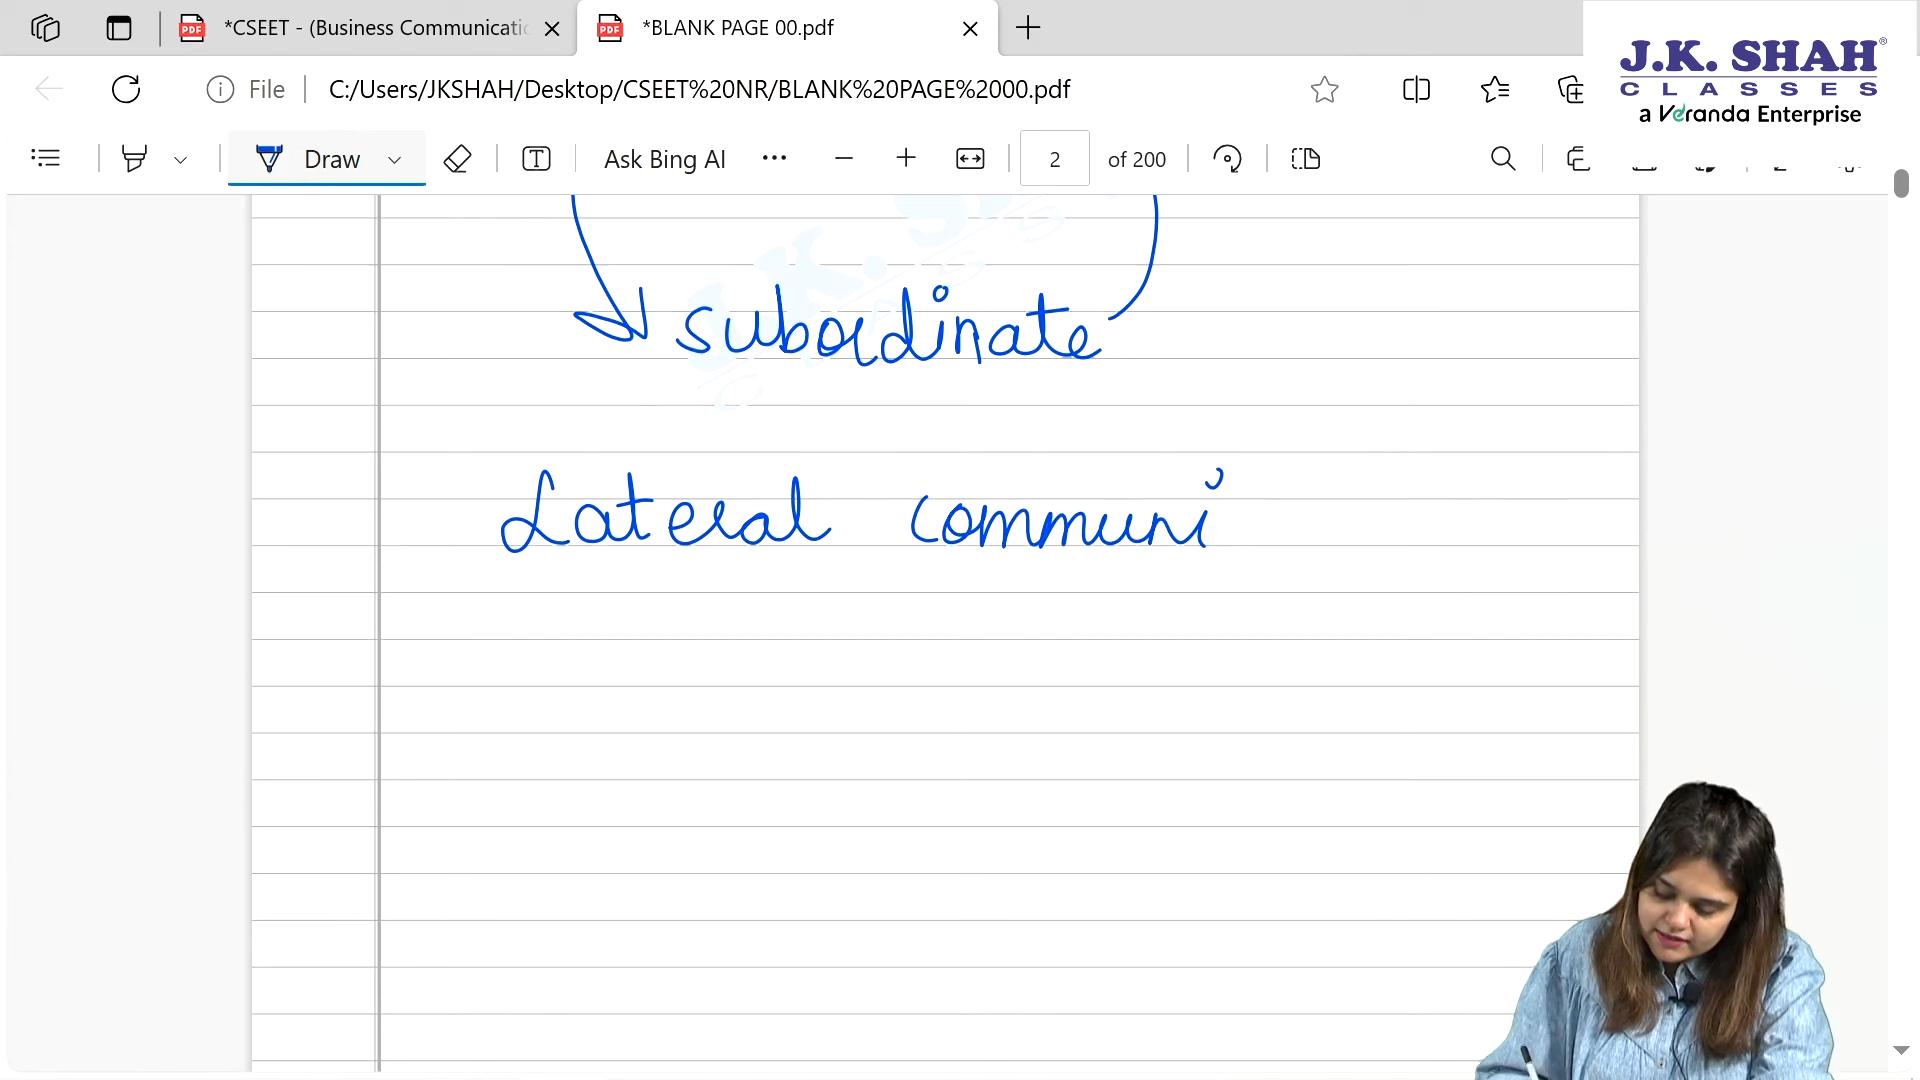 *CSEET - (Business Communicatio
*BLANK PAGE 00.pdf
J.K. SHAH®
CLASSES
a Veranda Enterprise
File
C:/Users/JKSHAH/Desktop/CSEET%20NR/BLANK%20PAGE%2000.pdf
Draw
Ask Bing AI
2
of 200
subordinate
Lateral communi